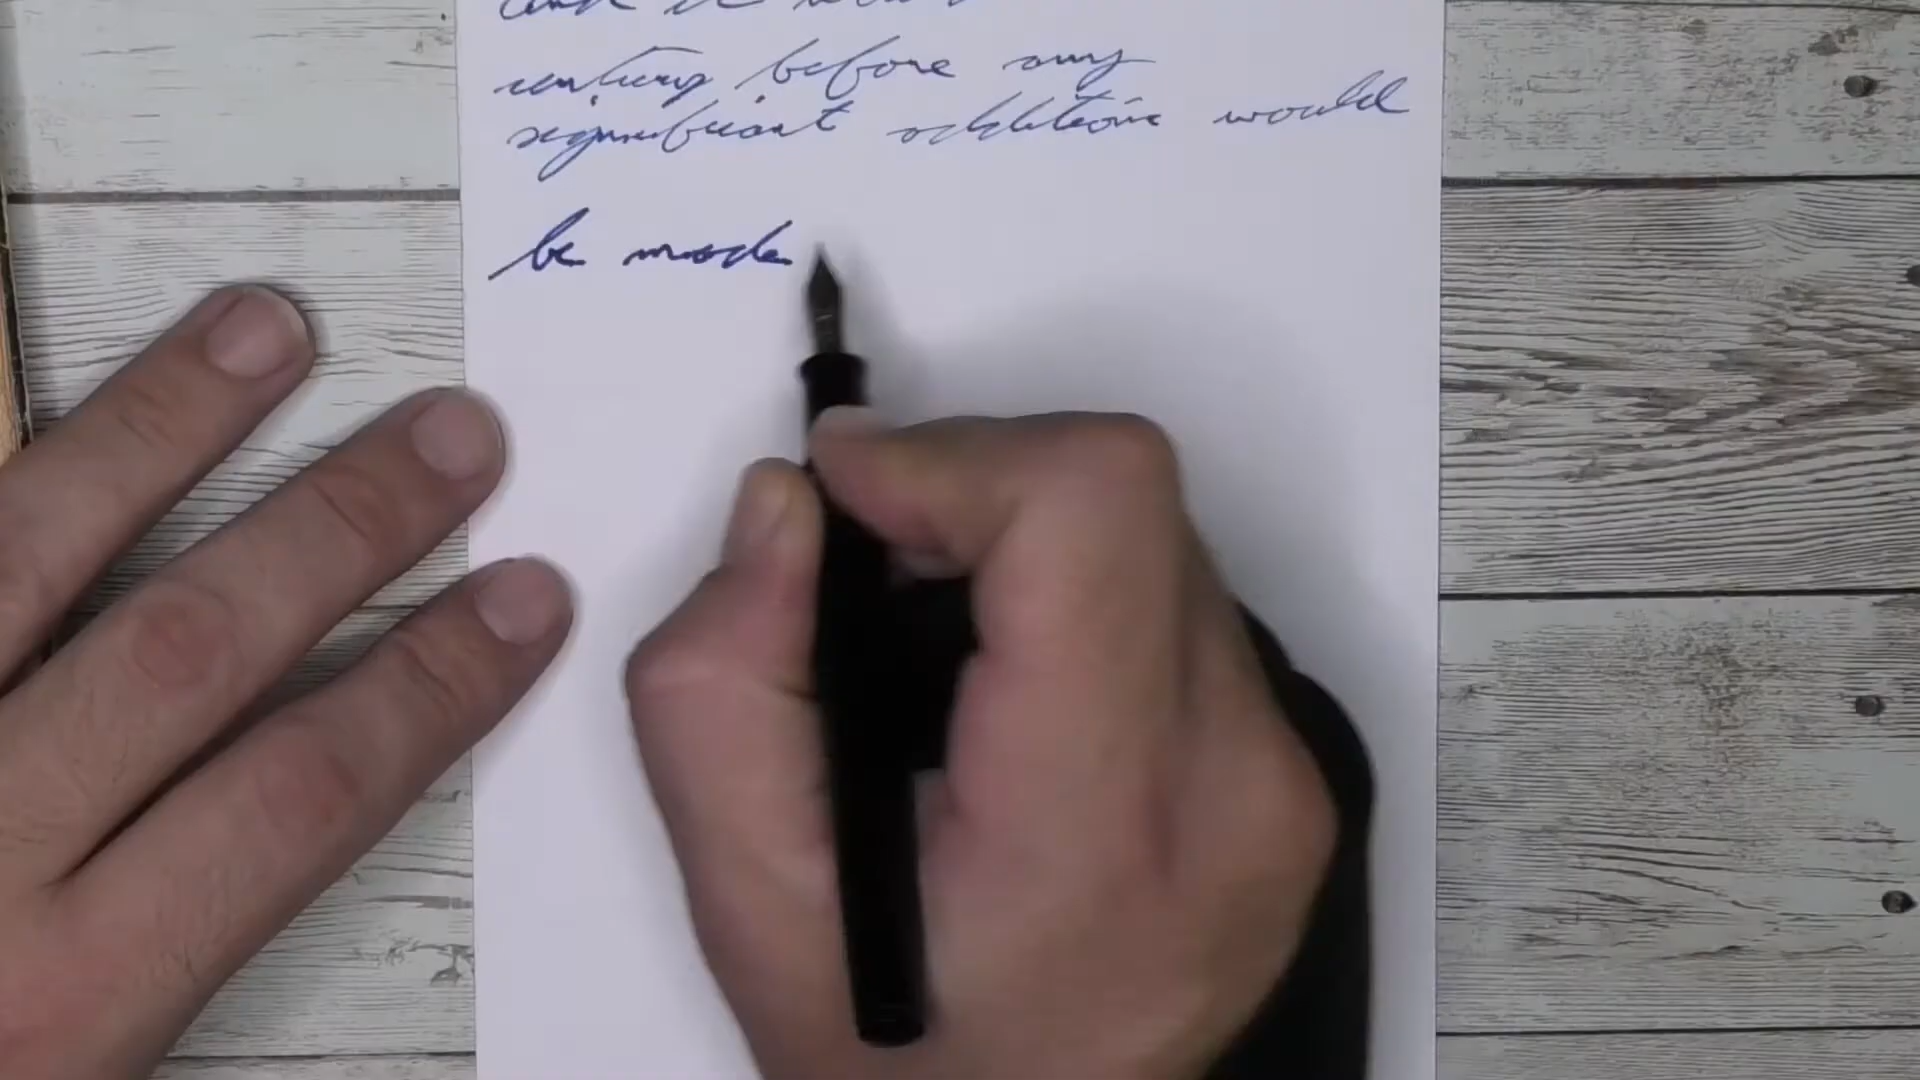 century before any
significant additions would
be made